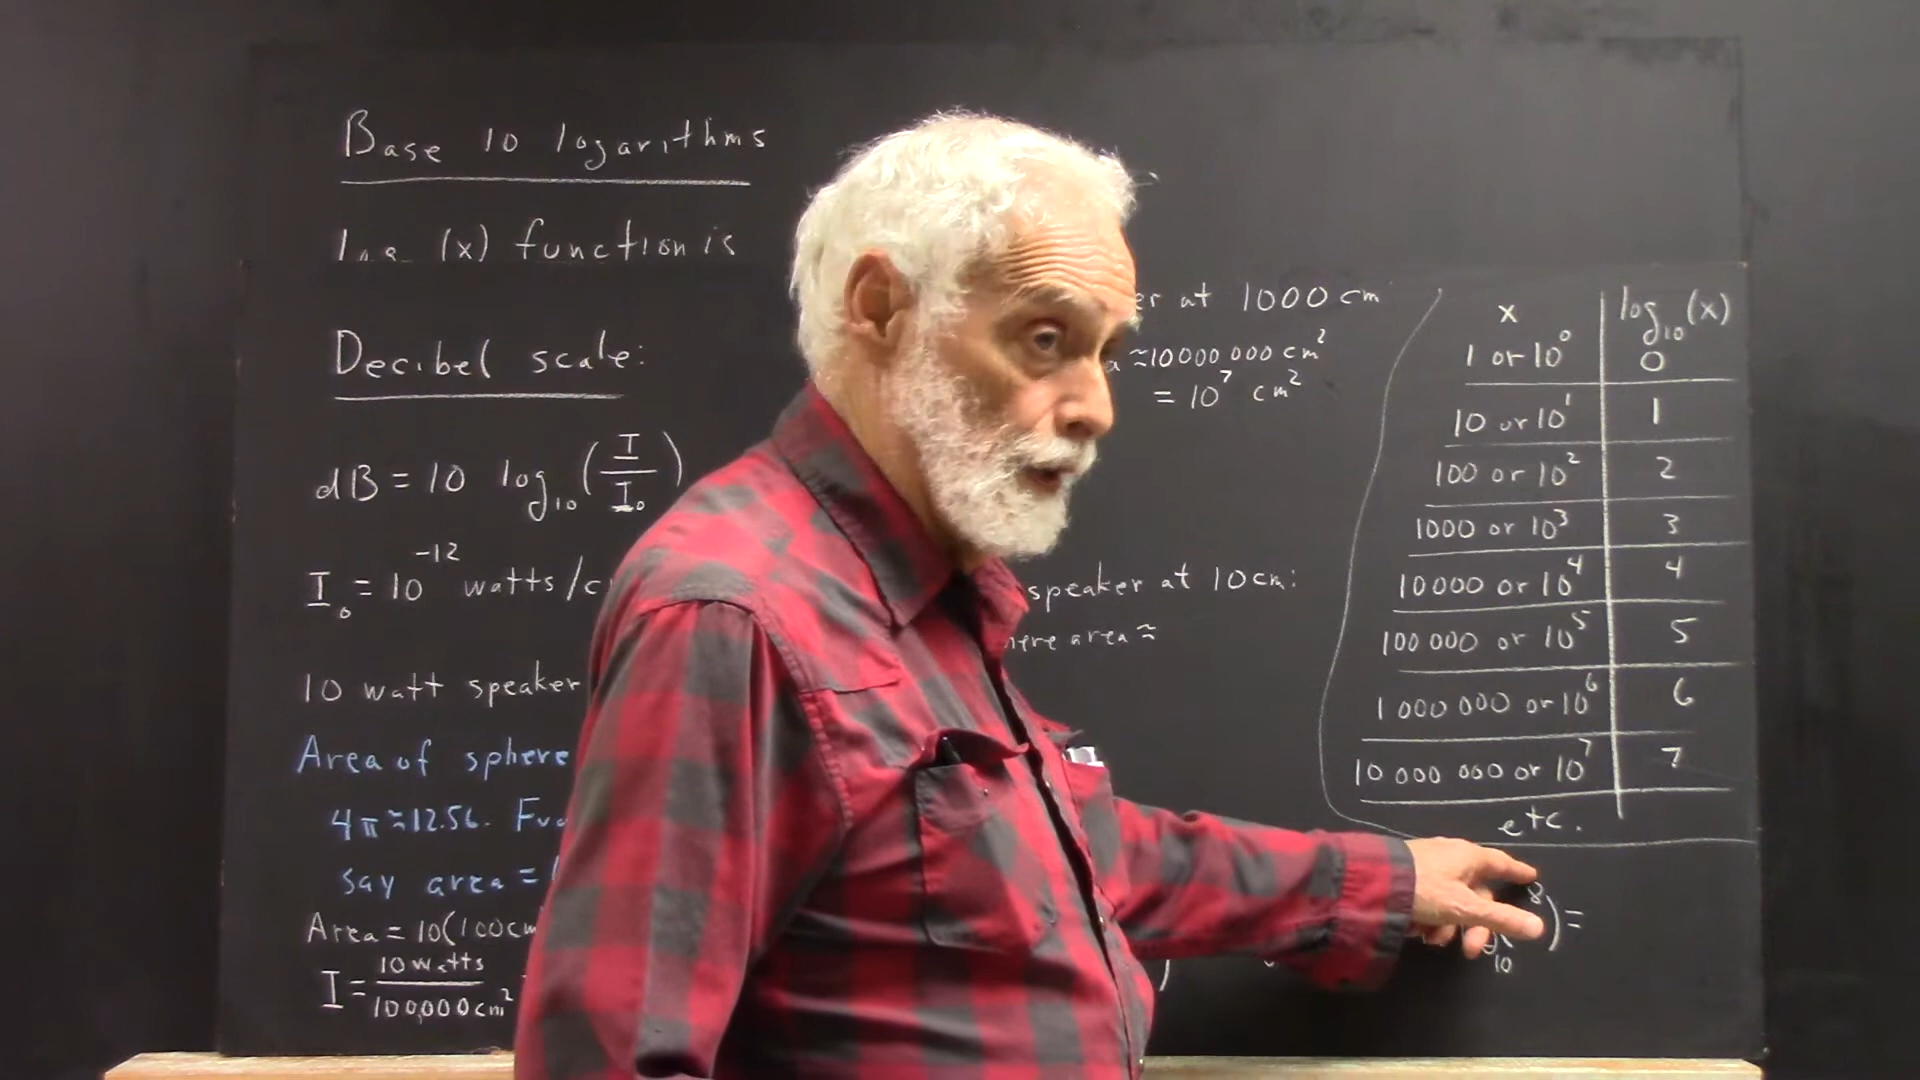 Base 10 logarithms
(x) function is
Decibel scale:
dB = 10 log₁₀(I/I₀)
I₀ = 10⁻¹² watts/c
10 watt speaker
Area of sphere
4π ≈ 12.56.
say area =
Area = 10(100cm
I = 10 watts/100,000 cm²
at 1000 cm
≈10 000 000 cm²
= 10⁷ cm²
speaker at 10 cm:
area ≈
x log₁₀(x)
1 or 10⁰ 0
10 or 10¹ 1
100 or 10² 2
1000 or 10³ 3
10000 or 10⁴ 4
100 000 or 10⁵ 5
1 000 000 or 10⁶ 6
10 000 000 or 10⁷ 7
etc.
⁸) =
10